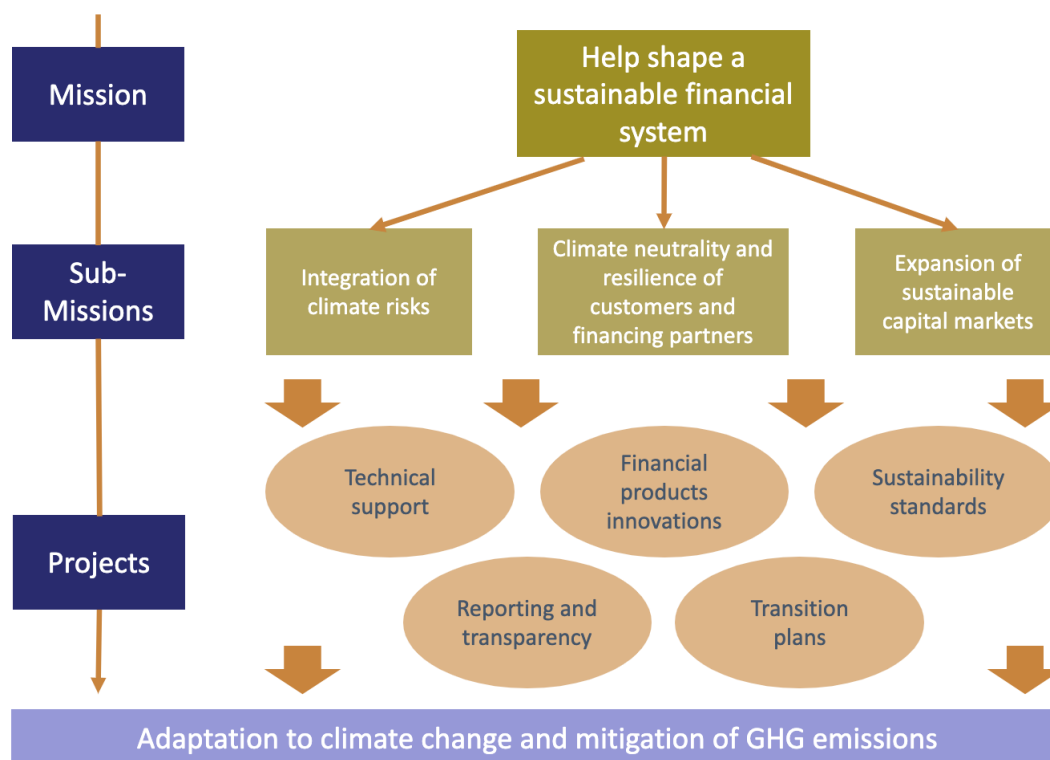 Mission
Help shape a
sustainable financial
system
Sub-
Missions
Integration of
climate risks
Climate neutrality and
resilience of
customers and
financing partners
Expansion of
sustainable
capital markets
Projects
Technical
support
Financial
products
innovations
Sustainability
standards
Reporting and
transparency
Transition
plans
Adaptation to climate change and mitigation of GHG emissions